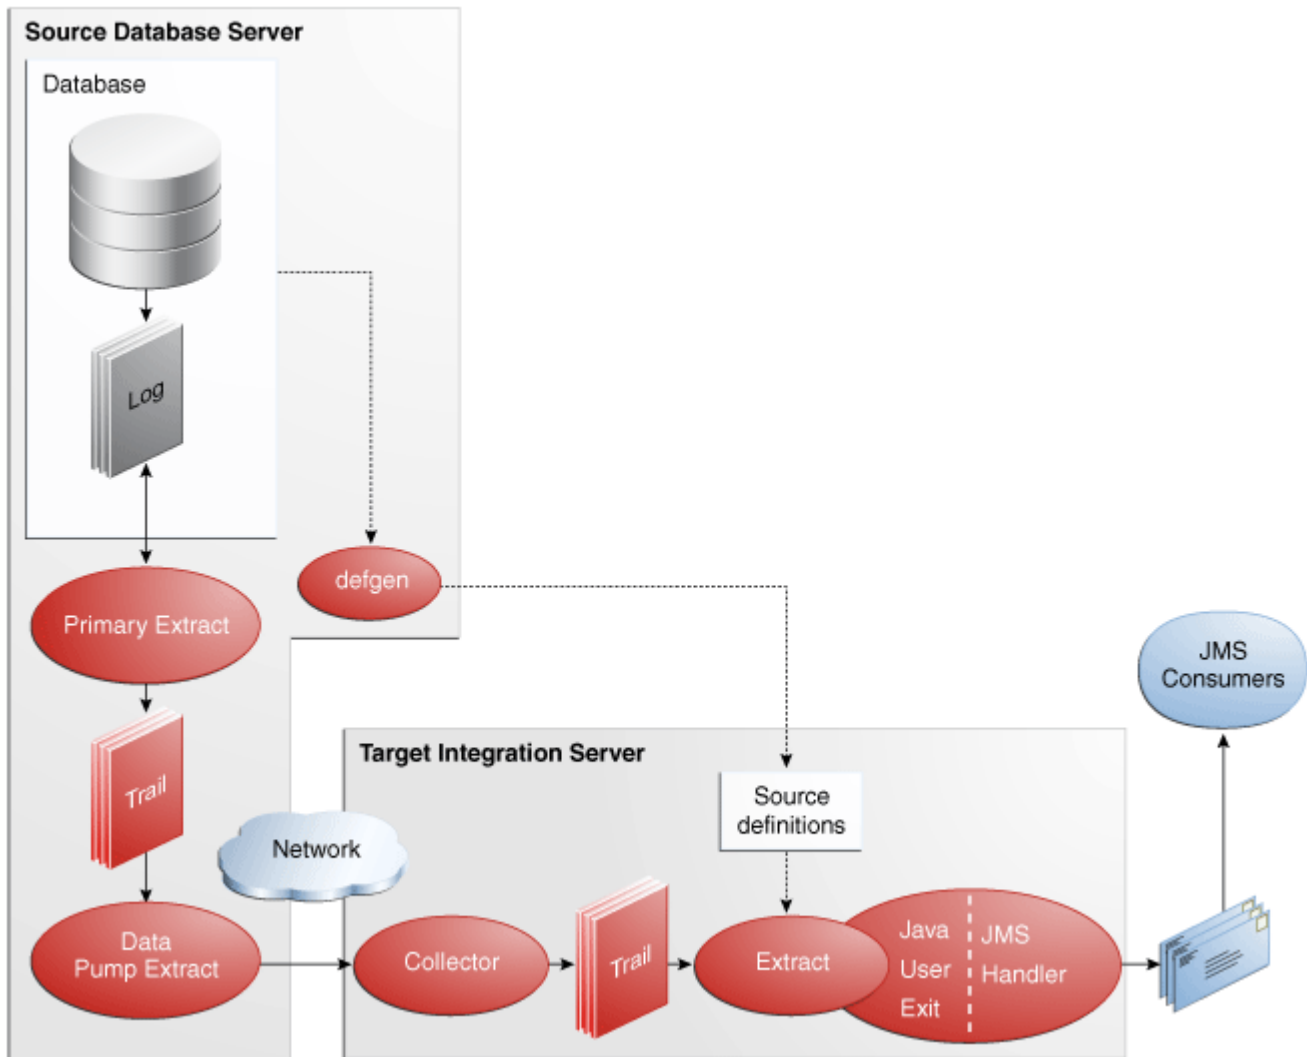 Source Database Server
Database
Log
defgen
Primary Extract
Trail
Data
Pump Extract
Network
Target Integration Server
Source
definitions
Collector
Trail
Extract
Java
User
Exit
JMS
Handler
JMS
Consumers